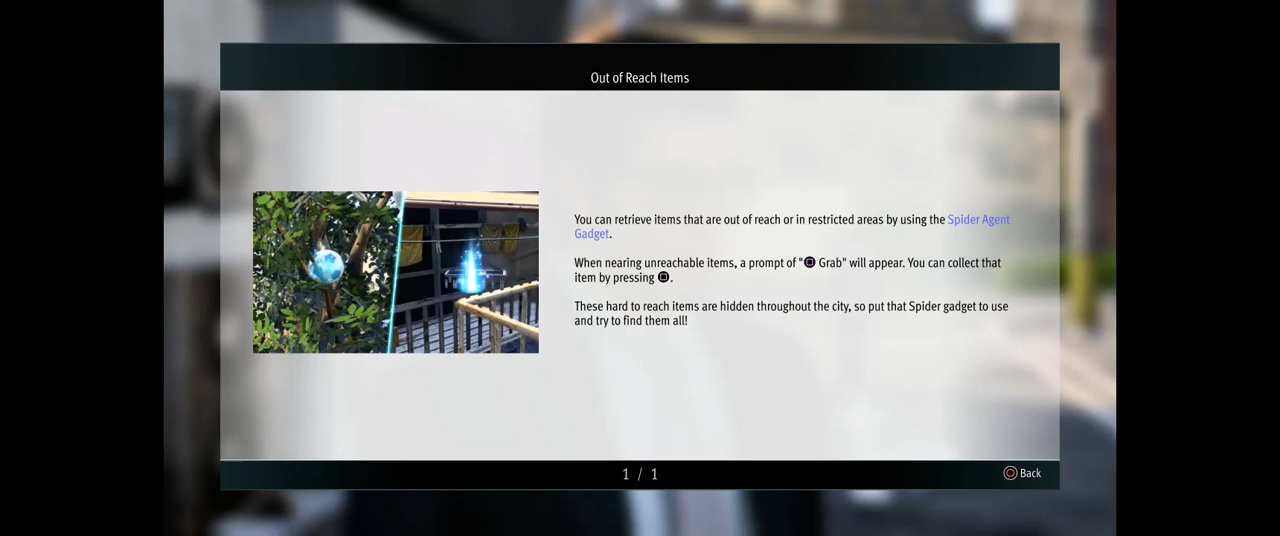 Out of Reach Items
You can retrieve items that are out of reach or in restricted areas by using the Spider Agent
Gadget.
When nearing unreachable items, a prompt of "Grab" will appear. You can collect that
item by pressing .
These hard to reach items are hidden throughout the city, so put that Spider gadget to use
and try to find them all!
1 / 1
Back